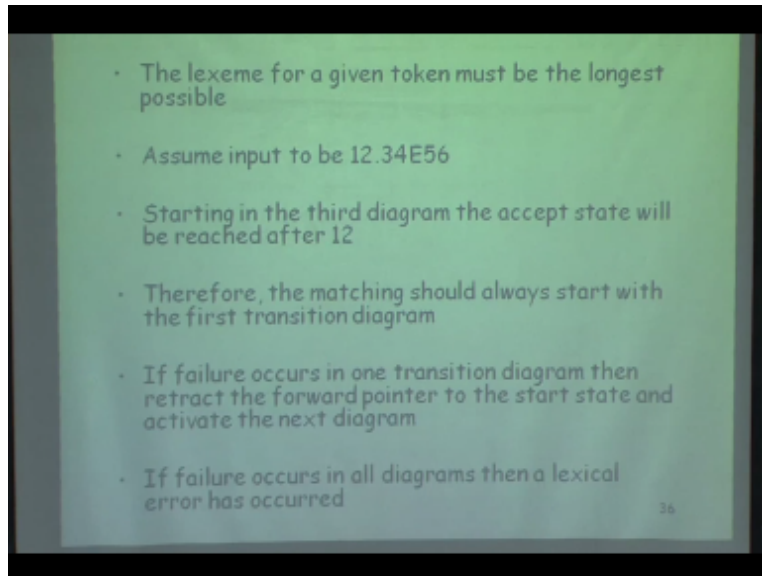 · The lexeme for a given token must be the longest
possible
· Assume input to be 12.34E56
· Starting in the third diagram the accept state will
be reached after 12
· Therefore, the matching should always start with
the first transition diagram
· If failure occurs in one transition diagram then
retract the forward pointer to the start state and
activate the next diagram
· If failure occurs in all diagrams then a lexical
error has occurred
36